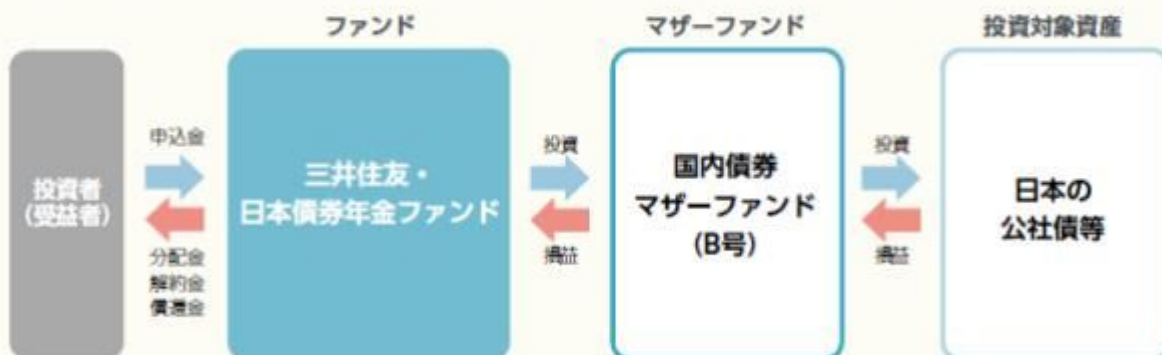 ファンド
マザーファンド
投資対象資産
投資者
(受益者)
申込金
分配金
解約金
償還金
三井住友・
日本債券年金ファンド
投資
損益
国内債券
マザーファンド
(B号)
投資
損益
日本の
公社債等